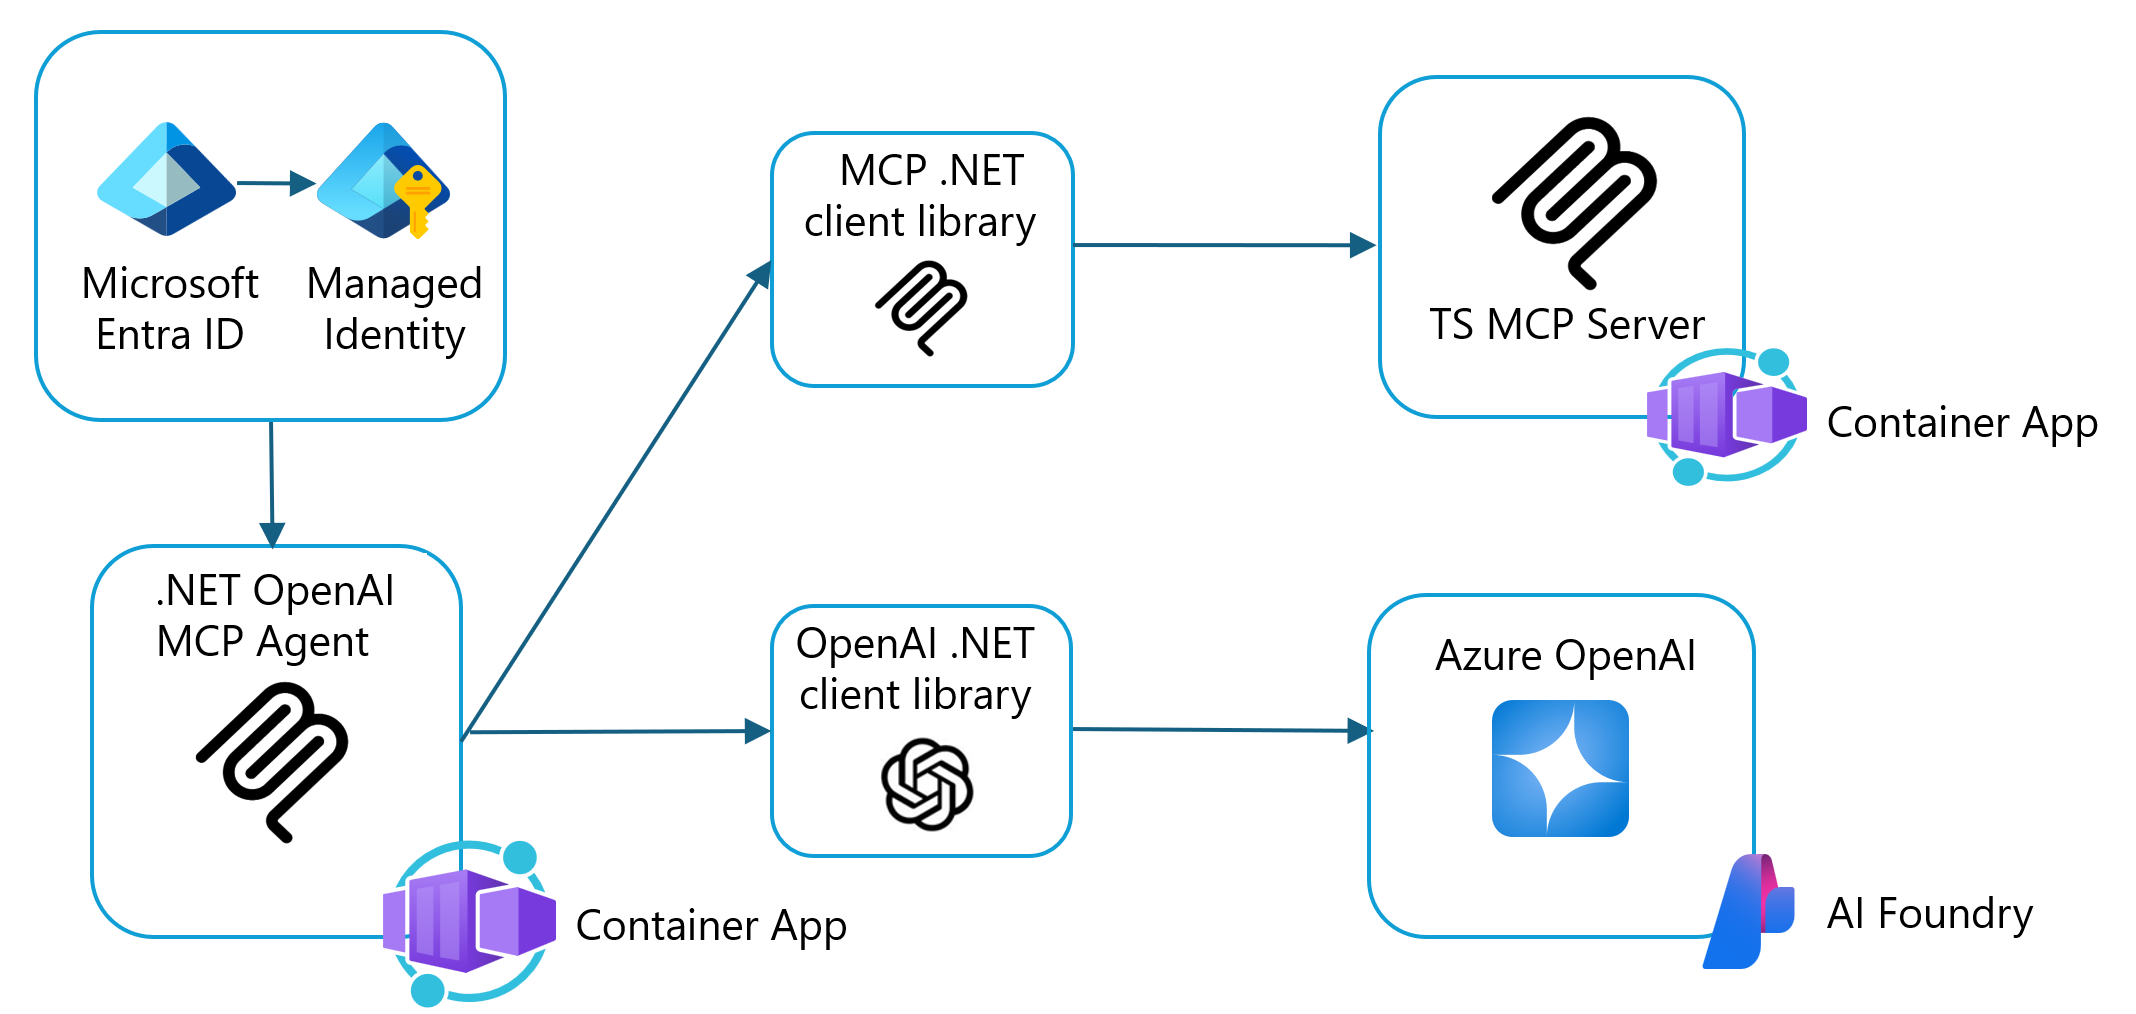 Microsoft
Entra ID
Managed
Identity
MCP .NET
client library
TS MCP Server
Container App
.NET OpenAI
MCP Agent
Container App
OpenAI .NET
client library
Azure OpenAI
AI Foundry